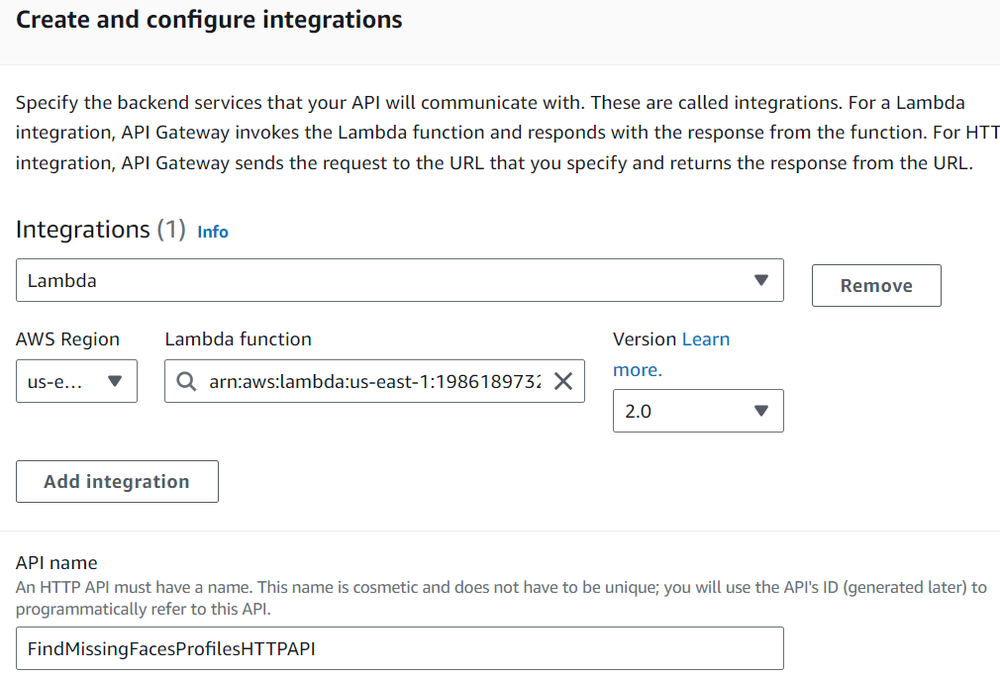 Create and configure integrations
Specify the backend services that your API will communicate with. These are called integrations. For a Lambda
integration, API Gateway invokes the Lambda function and responds with the response from the function. For HTT
integration, API Gateway sends the request to the URL that you specify and returns the response from the URL.
Integrations (1) Info
Lambda
Remove
AWS Region
Lambda function
Version Learn
more.
us-e...
arn:aws:lambda:us-east-1:198618973
2.0
Add integration
API name
An HTTP API must have a name. This name is cosmetic and does not have to be unique; you will use the API's ID (generated later) to
programmatically refer to this API.
FindMissingFacesProfilesHTTPAPI